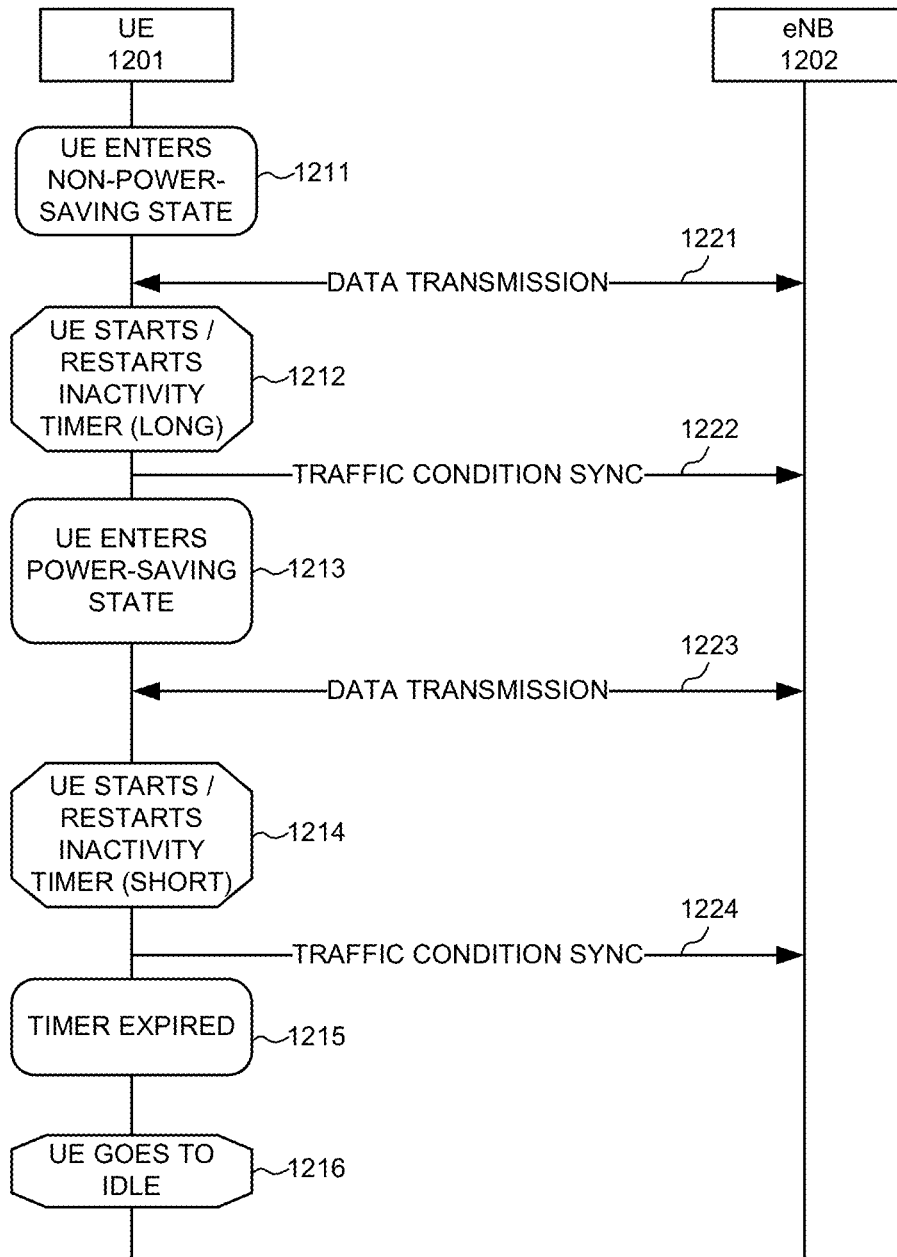 UE
1201
eNB
1202
UE ENTERS
NON-POWER-
SAVING STATE
1211
1221
DATA TRANSMISSION
UE STARTS /
RESTARTS
INACTIVITY
TIMER (LONG)
1212
1222
TRAFFIC CONDITION SYNC
UE ENTERS
POWER-SAVING
STATE
1213
1223
DATA TRANSMISSION
UE STARTS /
RESTARTS
INACTIVITY
TIMER (SHORT)
1214
1224
TRAFFIC CONDITION SYNC
TIMER EXPIRED
1215
UE GOES TO
IDLE
1216